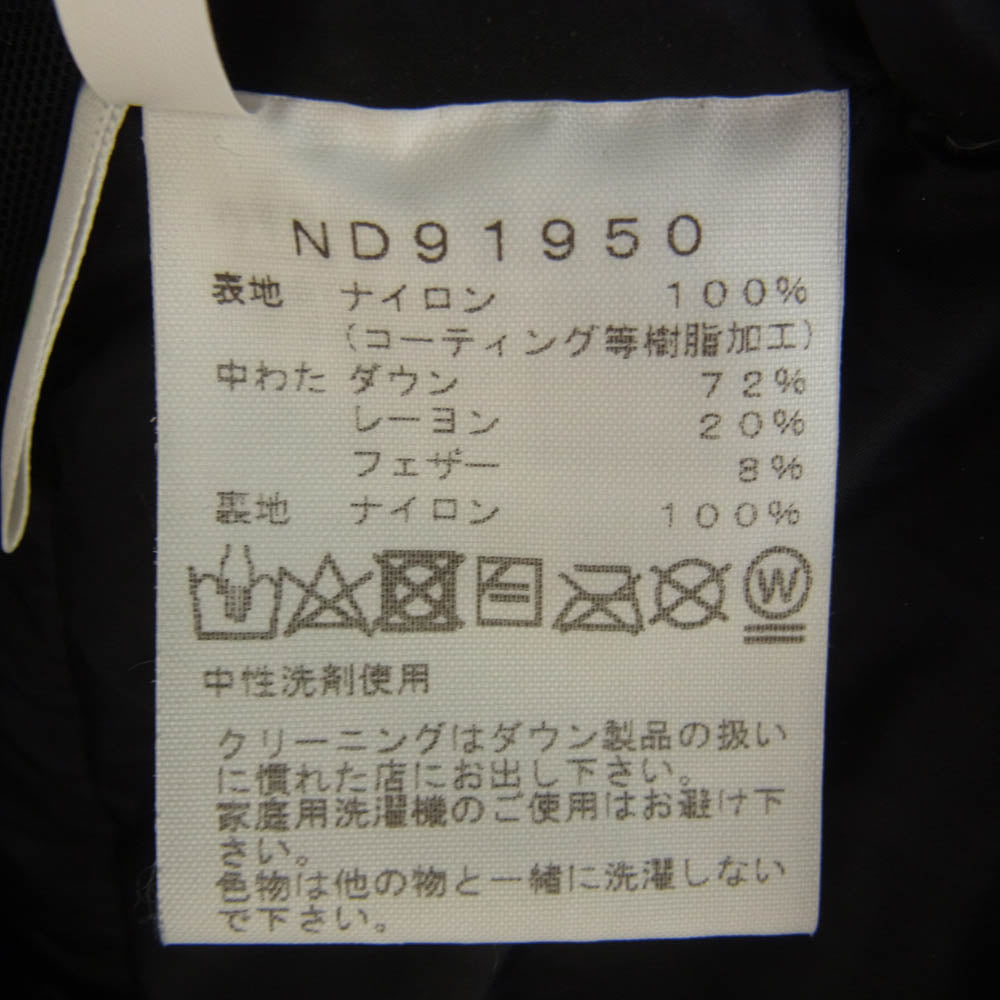 ND91950
表地 ナイロン 100%
(コーティング等樹脂加工)
中わた ダウン 72%
レーヨン 20%
フェザー 8%
裏地 ナイロン 100%
W
中性洗剤使用
クリーニングはダウン製品の扱い
に慣れた店にお出し下さい。
家庭用洗濯機のご使用はお避け下
さい。
色物は他の物と一緒に洗濯しない
で下さい。